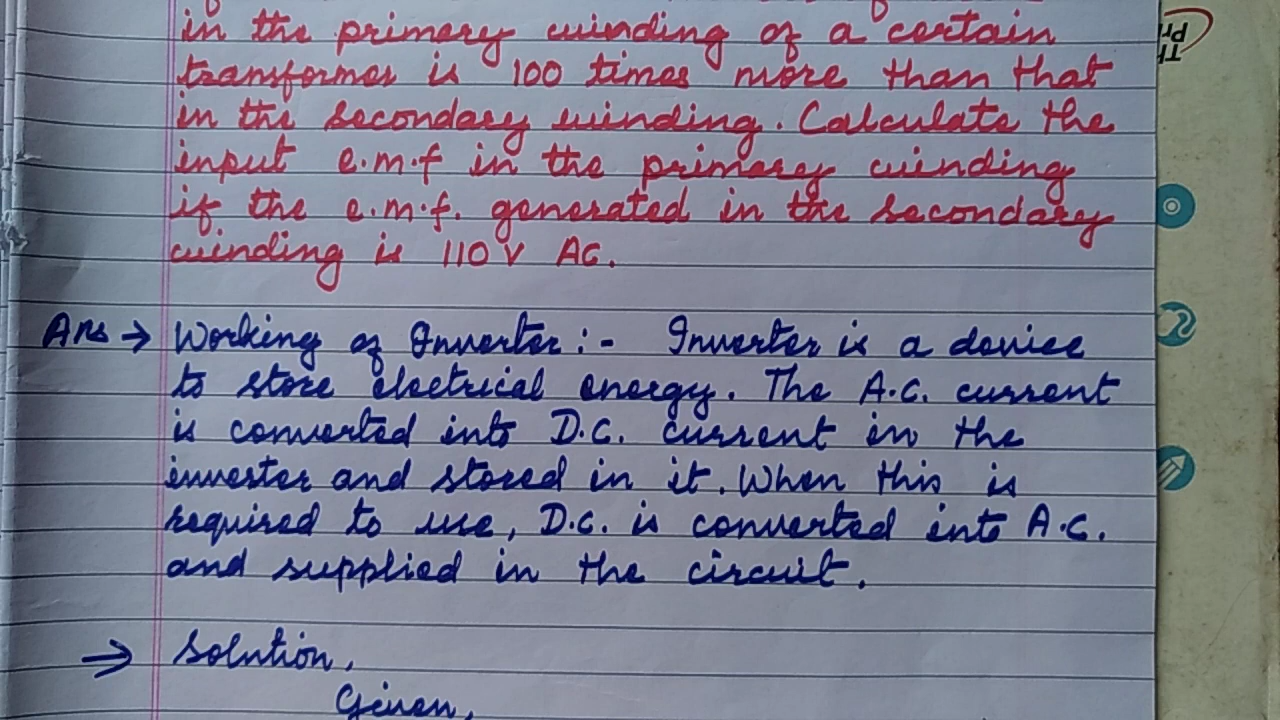 in the primary winding of a certain
transformer is 100 times more than that
in the secondary winding. Calculate the
input e.m.f in the primary winding
if the e.m.f. generated in the secondary
winding is 110 V AC.
Ans → Working of Inverter :- Inverter is a device
to store electrical energy. The A.C. current
is converted into D.C. current in the
inverter and stored in it. When this is
required to use, D.C. is converted into A.C.
and supplied in the circuit.
→ Solution,
Given,